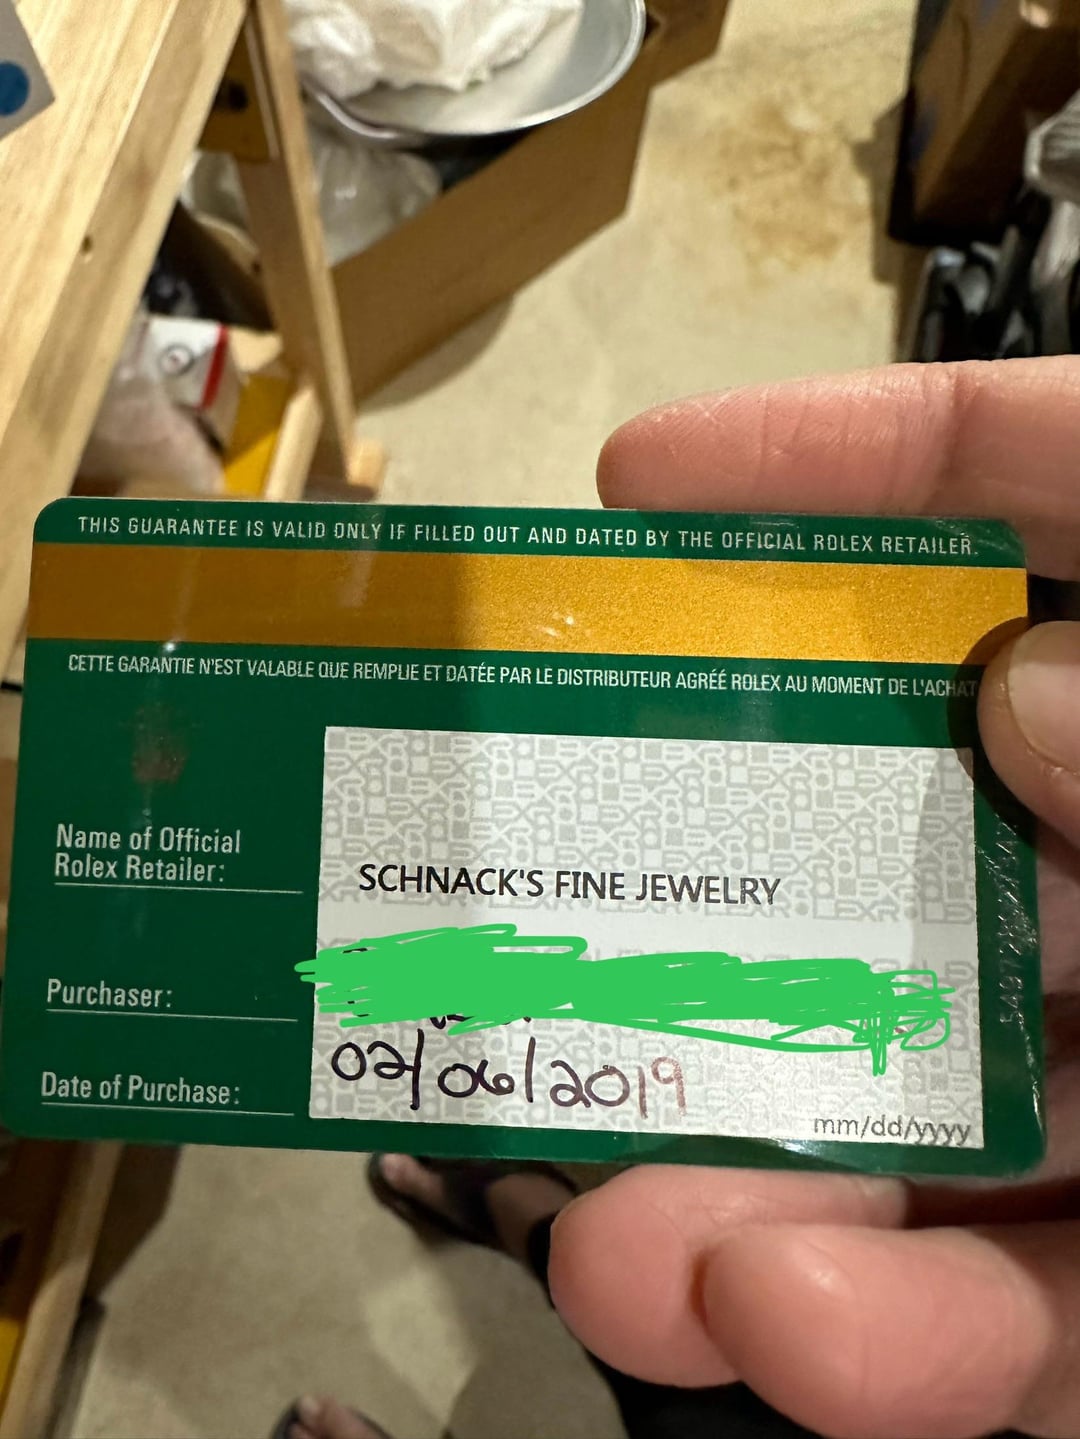 THIS GUARANTEE IS VALID ONLY IF FILLED OUT AND DATED BY THE OFFICIAL ROLEX RETAILER.
CETTE GARANTIE N'EST VALABLE QUE REMPLIE ET DATÉE PAR LE DISTRIBUTEUR AGRÉÉ ROLEX AU MOMENT DE L'ACHAT
Name of Official
Rolex Retailer:
SCHNACK'S FINE JEWELRY
Purchaser:
Date of Purchase:
02/06/2019
mm/dd/yyyy